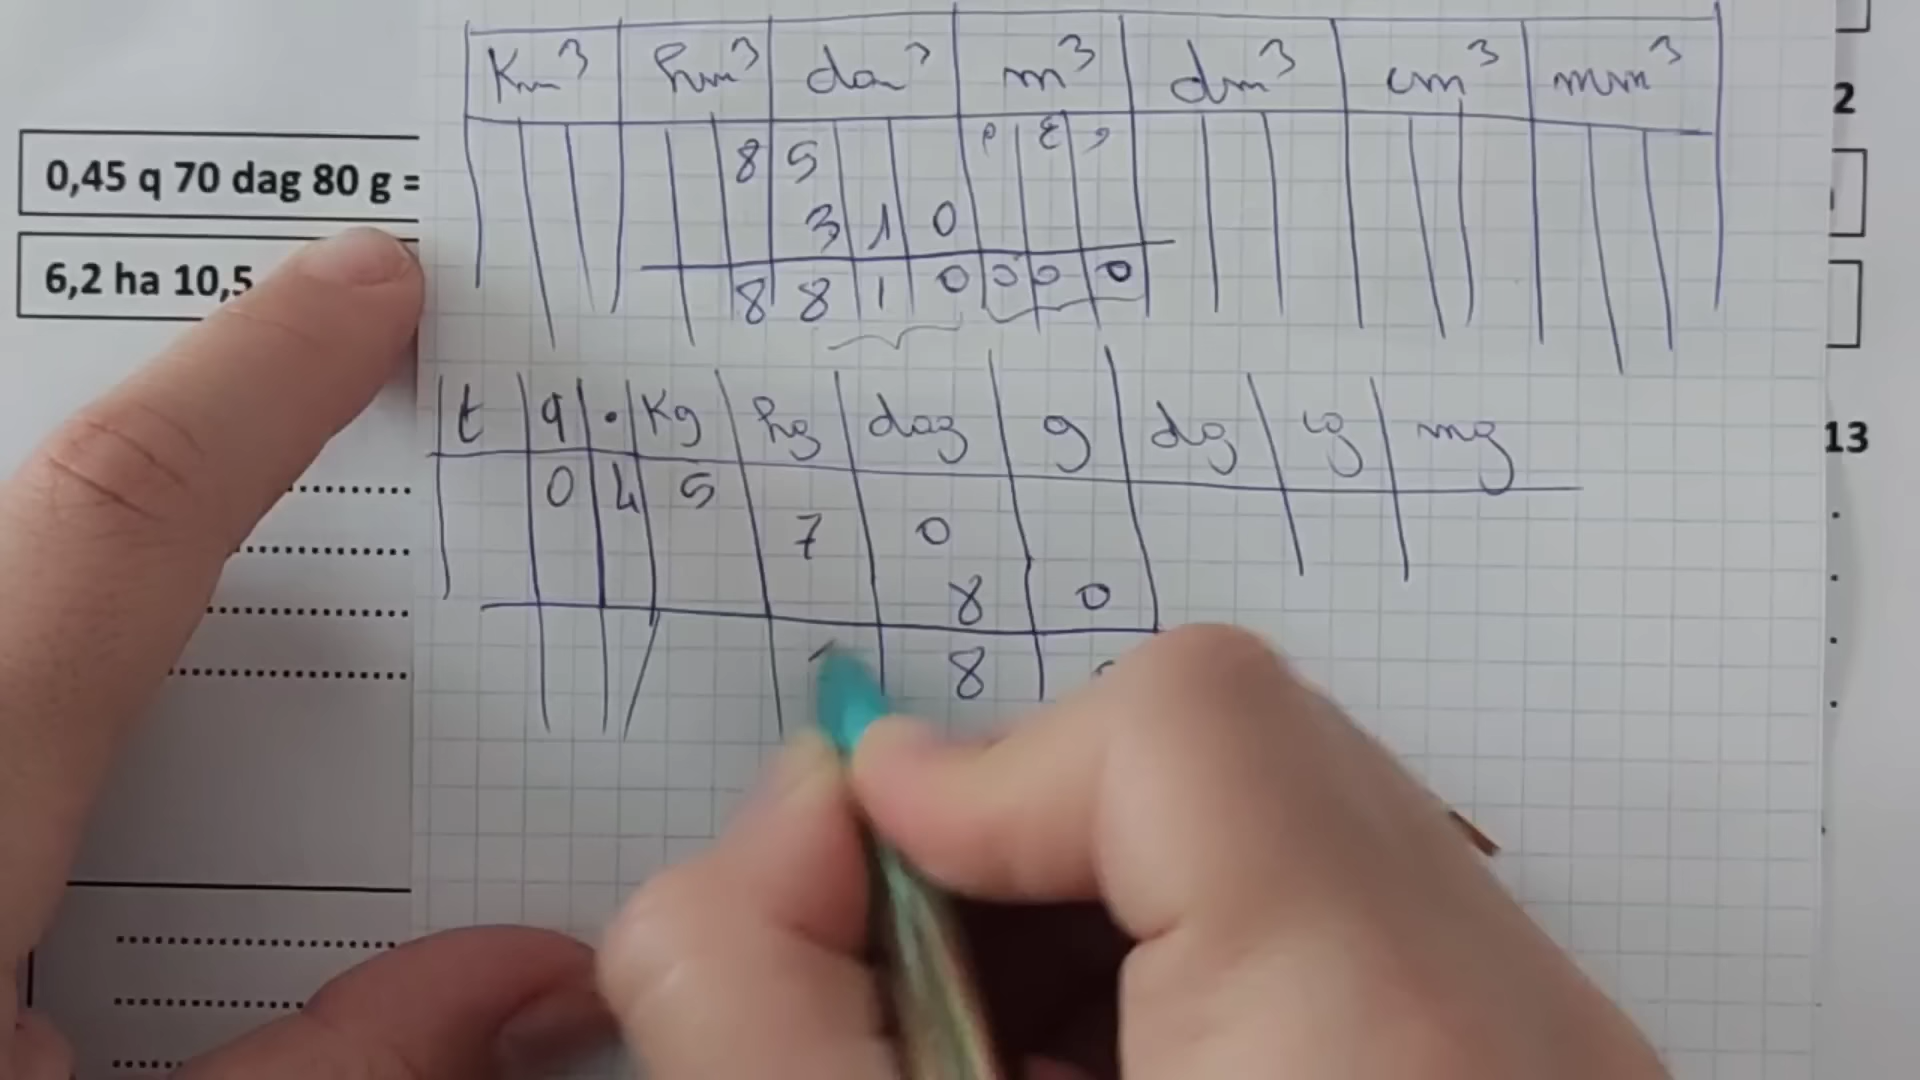 Km³ hm³ dam³ m³ dm³ cm³ mm³
8 5
3 1 0
8 8 1 0 0 0 0
0,45 q 70 dag 80 g =
6,2 ha 10,5
2
13
t q • Kg hg dag g dg cg mg
0 4 5
7 0
8 0
8